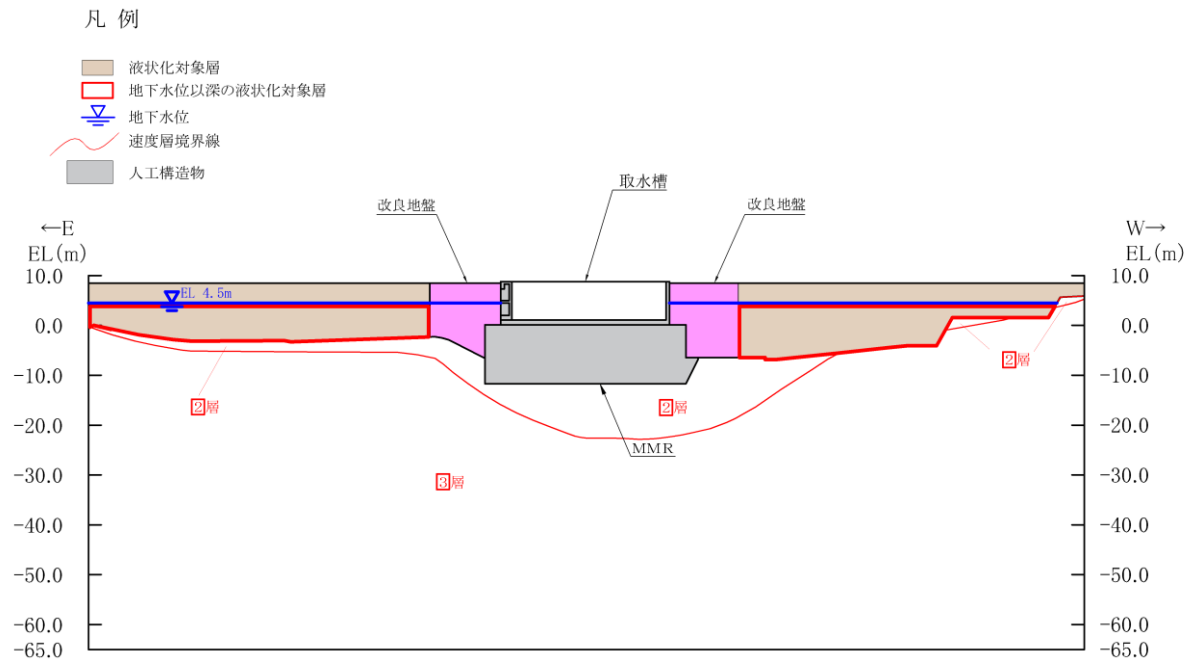 凡 例
液状化対象層
地下水位以深の液状化対象層
地下水位
速度層境界線
人工構造物
取水槽
改良地盤
改良地盤
←E
W→
EL(m)
EL(m)
10.0
10.0
EL 4.5m
0.0
0.0
2層
-10.0
-10.0
2層
2層
-20.0
-20.0
MMR
-30.0
-30.0
3層
-40.0
-40.0
-50.0
-50.0
-60.0
-60.0
-65.0
-65.0